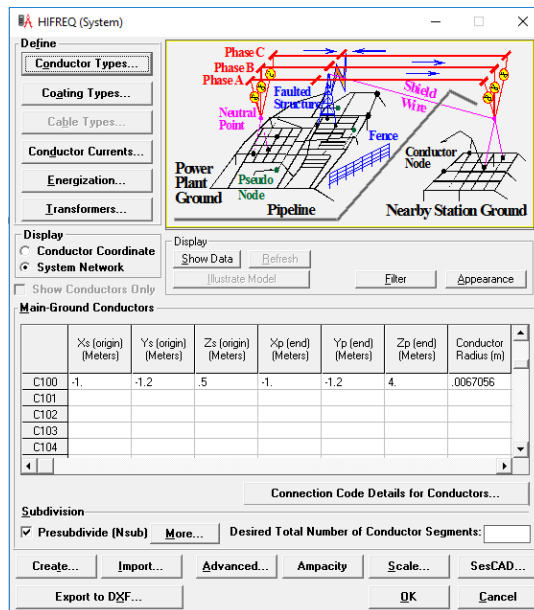 HIFREQ (System)
Define
Conductor Types...
Coating Types...
Cable Types...
Conductor Currents...
Energization...
Transformers...
Phase C
Phase B
Phase A
Faulted
Structure
Neutral
Point
Shield
Wire
Fence
Conductor
Node
Power
Plant
Ground
Pseudo
Node
Pipeline
Nearby Station Ground
Display
Conductor Coordinate
System Network
Show Conductors Only
Display
Show Data
Refresh
Illustrate Model
Filter
Appearance
Main-Ground Conductors
Xs (origin) (Meters) Ys (origin) (Meters) Zs (origin) (Meters) Xp (end) (Meters) Yp (end) (Meters) Zp (end) (Meters) Conductor Radius (m)
C100 -1. -1.2 .5 -1. -1.2 4. .0067056
C101
C102
C103
C104
Connection Code Details for Conductors...
Subdivision
Presubdivide (Nsub) More... Desired Total Number of Conductor Segments:
Create... Import... Advanced... Ampacity Scale... SesCAD...
Export to DXF... OK Cancel